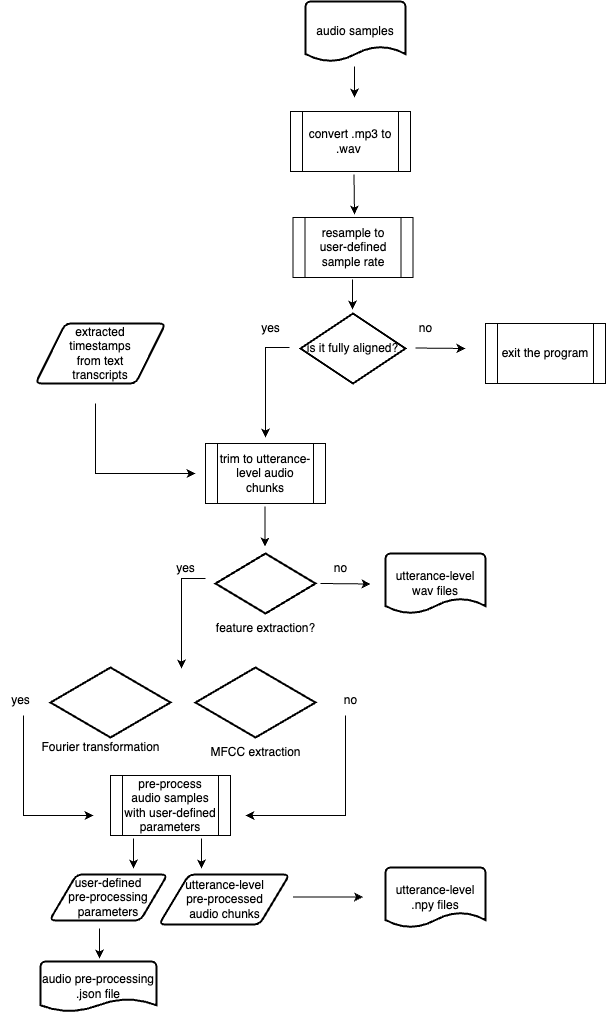 audio samples
convert .mp3 to
.wav
resample to
user-defined
sample rate
extracted
timestamps
from text
transcripts
yes
is it fully aligned?
no
exit the program
trim to utterance-
level audio
chunks
yes
no
feature extraction?
utterance-level
wav files
yes
no
Fourier transformation
MFCC extraction
pre-process
audio samples
with user-defined
parameters
user-defined
pre-processing
parameters
utterance-level
pre-processed
audio chunks
utterance-level
.npy files
audio pre-processing
.json file